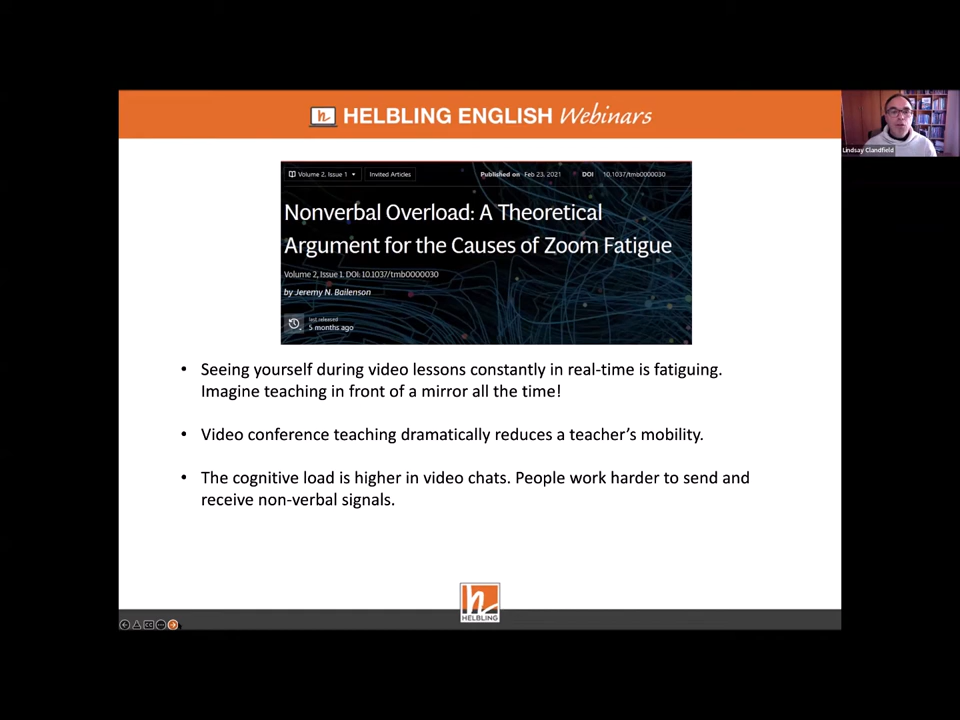 HELBLING ENGLISH Webinars
Lindsay Clandfield
Volume 2, Issue 1
Invited Articles
Published on Feb 23, 2021
DOI 10.1037/tmb0000030
Nonverbal Overload: A Theoretical
Argument for the Causes of Zoom Fatigue
Volume 2, Issue 1. DOI: 10.1037/tmb0000030
by Jeremy N. Bailenson
last released
5 months ago
• Seeing yourself during video lessons constantly in real-time is fatiguing.
Imagine teaching in front of a mirror all the time!
• Video conference teaching dramatically reduces a teacher's mobility.
• The cognitive load is higher in video chats. People work harder to send and
receive non-verbal signals.
h
HELBLING